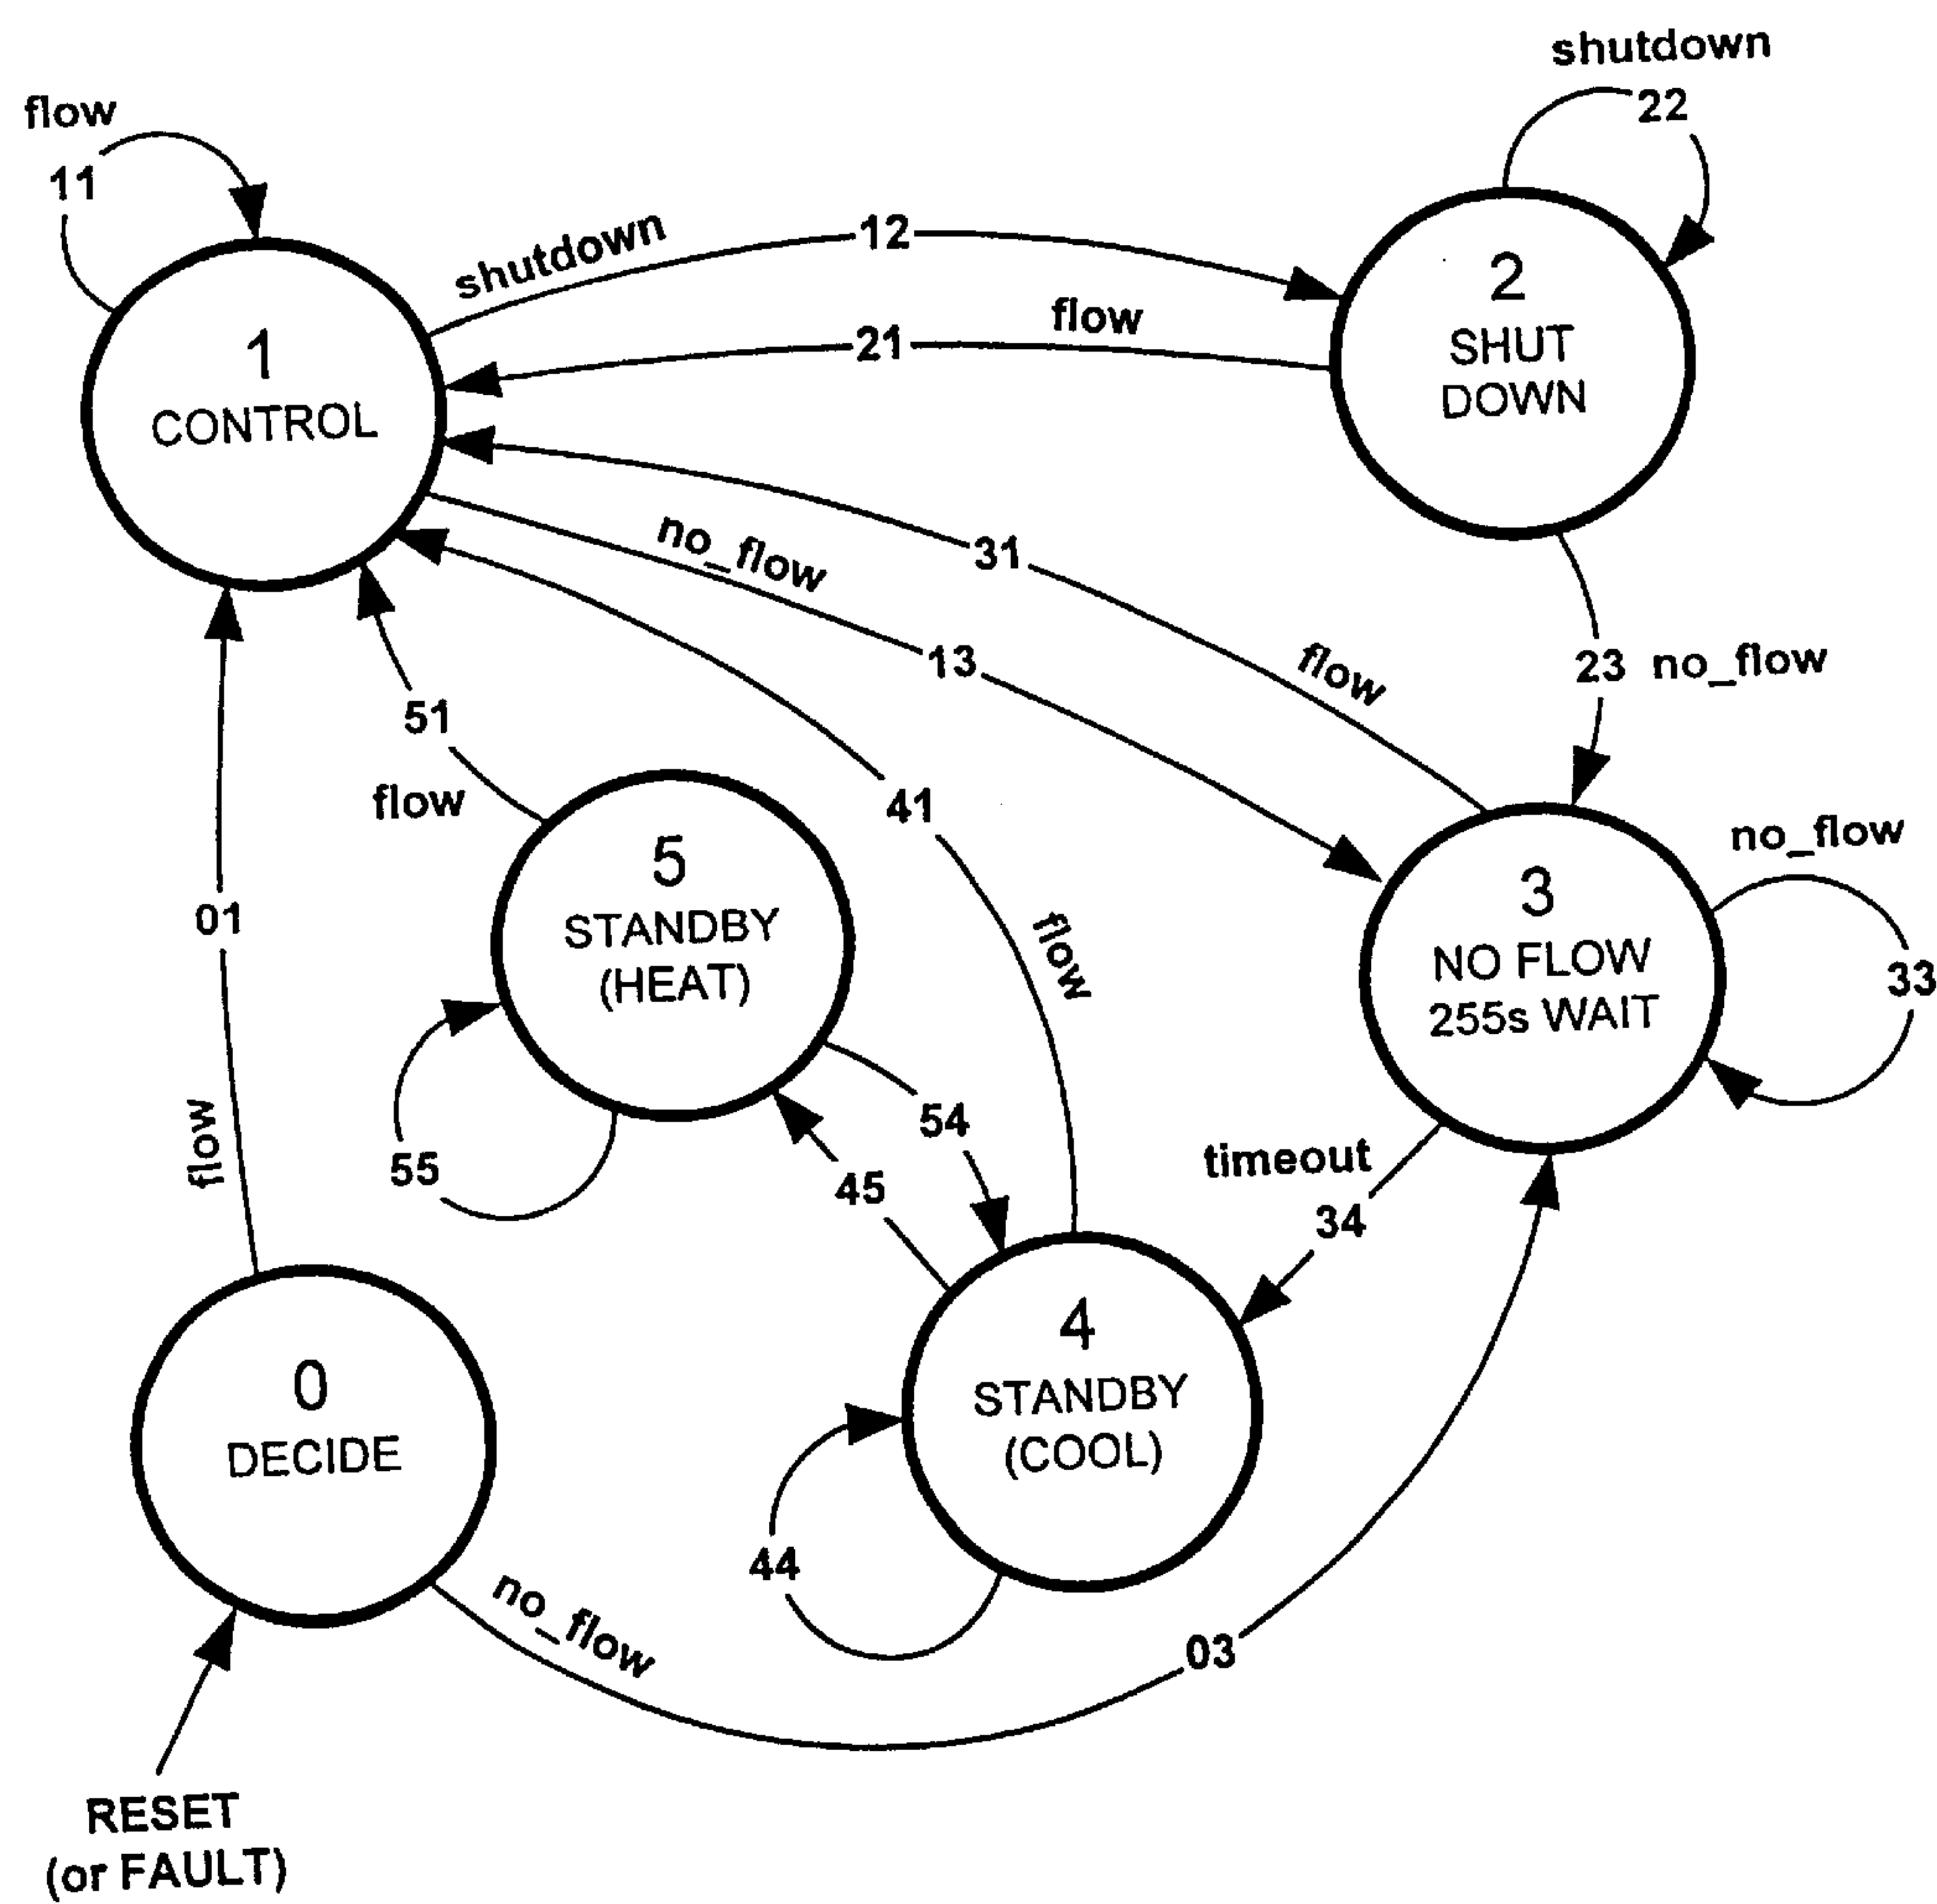 shutdown
22
flow
11
shutdown
12
flow
21
1
CONTROL
2
SHUT
DOWN
no_flow
31
13
flow
23 no_flow
51
flow
41
flow
5
STANDBY
(HEAT)
no_flow
3
NO FLOW
255s WAIT
33
01
flow
55
54
45
timeout
34
4
STANDBY
(COOL)
44
0
DECIDE
no_flow
03
RESET
(or FAULT)